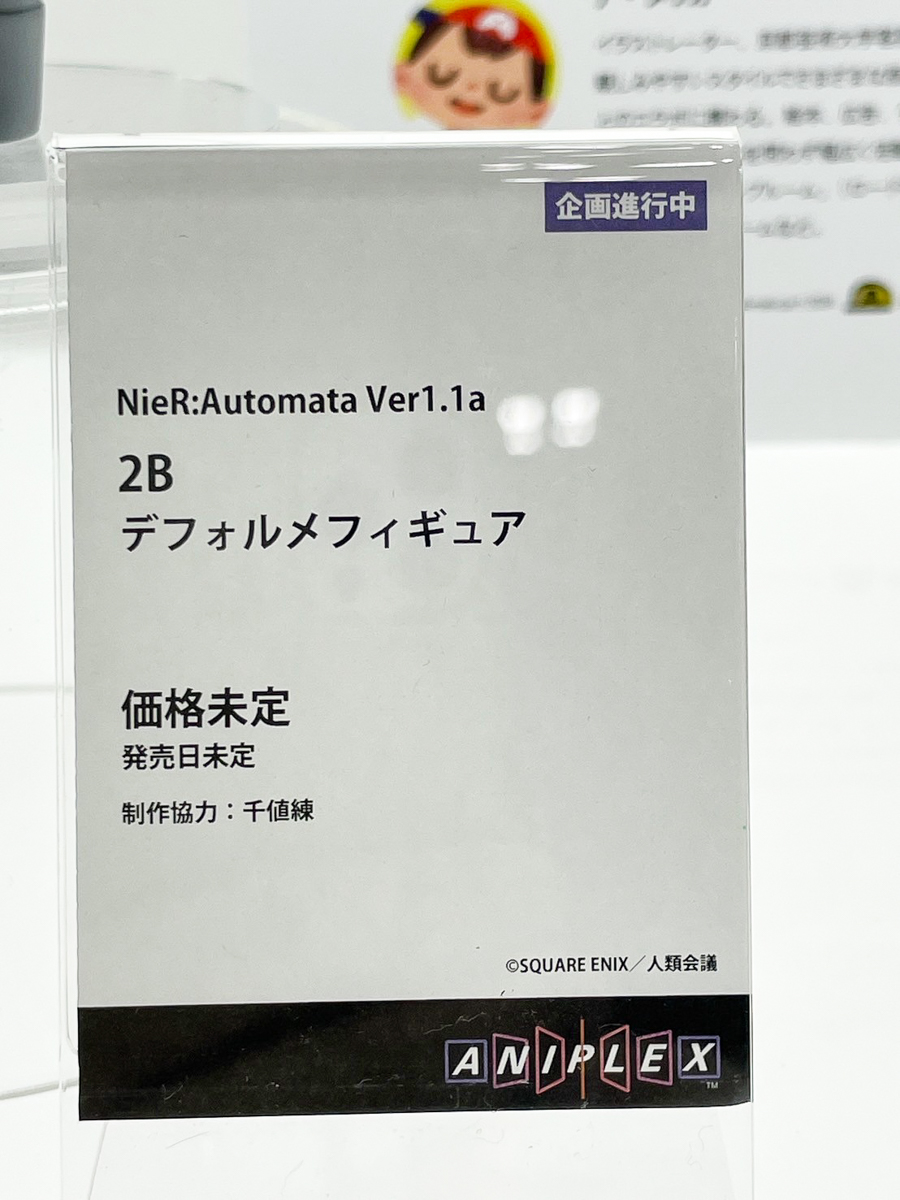 企画進行中
NieR:Automata Ver1.1a
2B
デフォルメフィギュア
価格未定
発売日未定
制作協力：千値練
©SQUARE ENIX／人類会議
ANIPLEX
TM